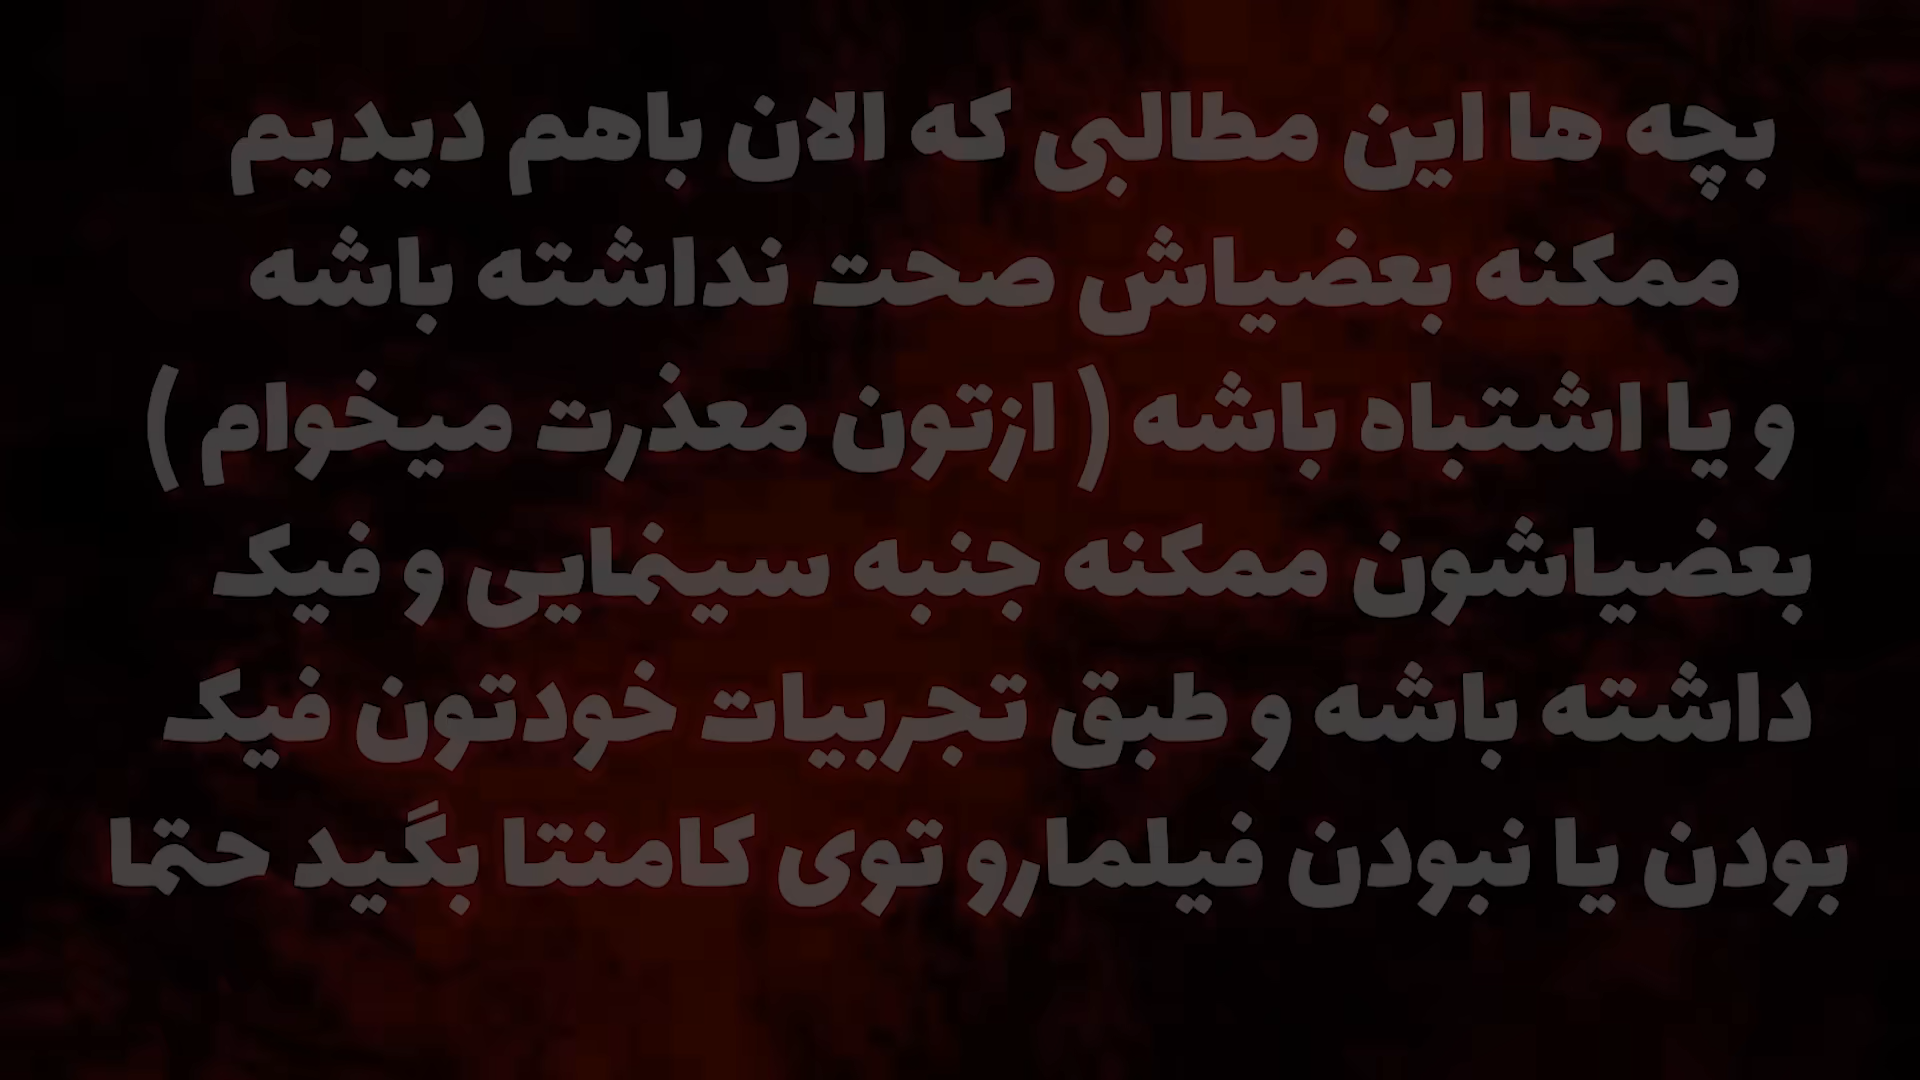 بچه ها این مطالبی که الان باهم دیدیم
ممکنه بعضیاش صحت نداشته باشه
و یا اشتباه باشه ( ازتون معذرت میخوام )
بعضیاشون ممکنه جنبه سینمایی و فیک
داشته باشه و طبق تجربیات خودتون فیک
بودن یا نبودن فیلمارو توی کامنتا بگید حتما